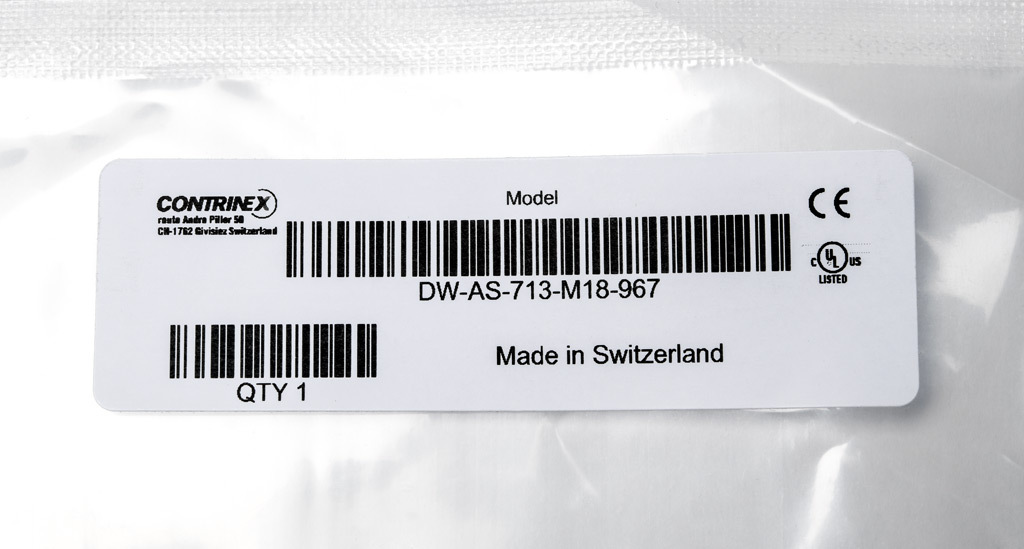 CONTRINEX
route Andre Piller 50
CH-1762 Givisiez Switzerland
Model
DW-AS-713-M18-967
CE
C UL US
LISTED
QTY 1
Made in Switzerland